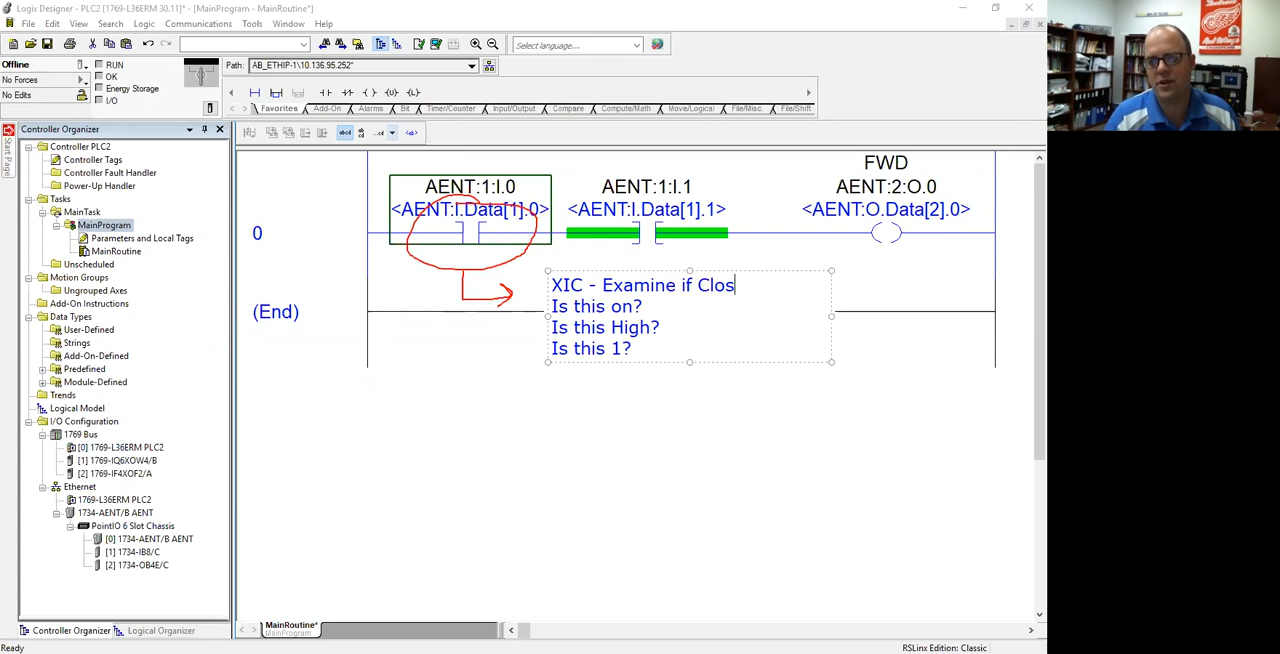 Logix Designer - PLC2 [1769-L36ERM 30.11]* - [MainProgram - MainRoutine]
File Edit View Search Logic Communications Tools Window Help
Select language...
Offline
No Forces
No Edits
RUN
OK
Energy Storage
I/O
Path: AB_ETHIP-1\10.136.95.252*
Favorites Add-On Alarms Bit Timer/Counter Input/Output Compare Compute/Math Move/Logical File/Misc. File/Shift
Start Page
Controller Organizer
Controller PLC2
Controller Tags
Controller Fault Handler
Power-Up Handler
Tasks
MainTask
MainProgram
Parameters and Local Tags
MainRoutine
Unscheduled
Motion Groups
Ungrouped Axes
Add-On Instructions
Data Types
User-Defined
Strings
Add-On-Defined
Predefined
Module-Defined
Trends
Logical Model
I/O Configuration
1769 Bus
[0] 1769-L36ERM PLC2
[1] 1769-IQ6XOW4/B
[2] 1769-IF4XOF2/A
Ethernet
1769-L36ERM PLC2
1734-AENT/B AENT
PointIO 6 Slot Chassis
[0] 1734-AENT/B AENT
[1] 1734-IB8/C
[2] 1734-OB4E/C
Controller Organizer Logical Organizer
FWD
AENT:1:I.0 AENT:1:I.1 AENT:2:O.0
<AENT:I.Data[1].0> <AENT:I.Data[1].1> <AENT:O.Data[2].0>
0
(End)
XIC - Examine if Clos
Is this on?
Is this High?
Is this 1?
MainRoutine*
MainProgram
Ready
RSLinx Edition: Classic